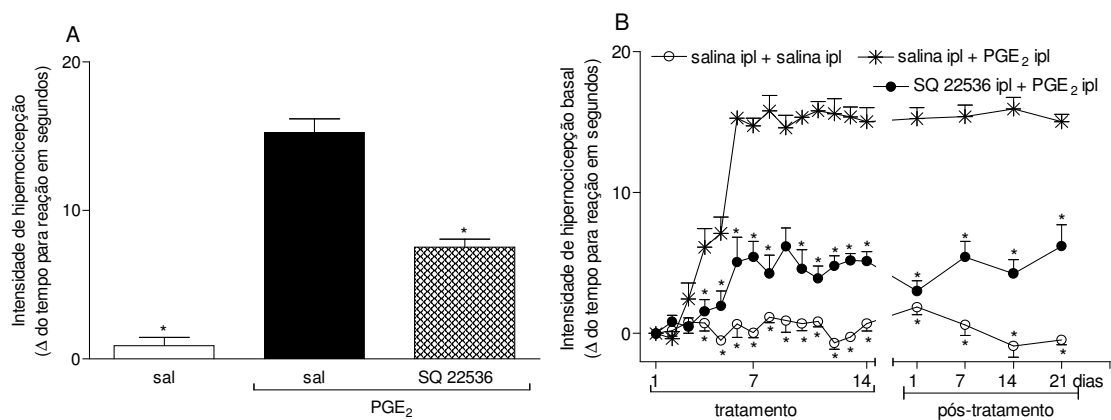 A
Intensidade de hipernocicepção
(Δ do tempo para reação em segundos)
20
10
0
*
*
sal
sal
SQ 22536
PGE₂
B
Intensidade de hipernocicepção basal
(Δ do tempo para reação em segundos)
20
10
0
salina ipl + salina ipl
salina ipl + PGE₂ ipl
SQ 22536 ipl + PGE₂ ipl
1
7
14
1
7
14
21
dias
tratamento
pós-tratamento